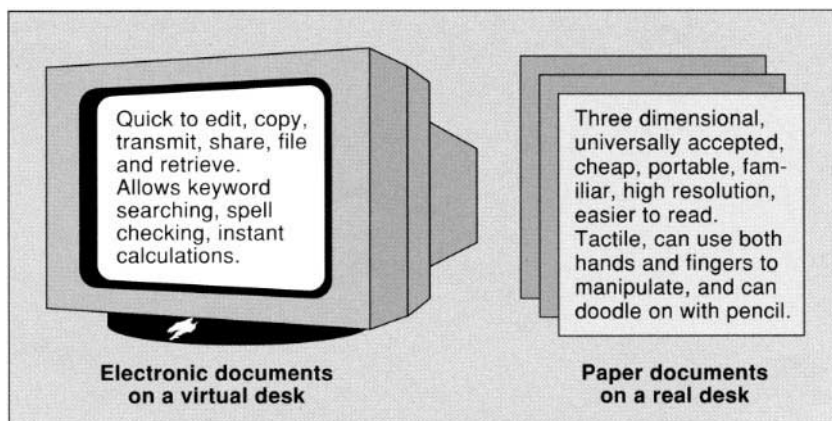 Quick to edit, copy,
transmit, share, file
and retrieve.
Allows keyword
searching, spell
checking, instant
calculations.
Electronic documents
on a virtual desk
Three dimensional,
universally accepted,
cheap, portable, fam-
iliar, high resolution,
easier to read.
Tactile, can use both
hands and fingers to
manipulate, and can
doodle on with pencil.
Paper documents
on a real desk